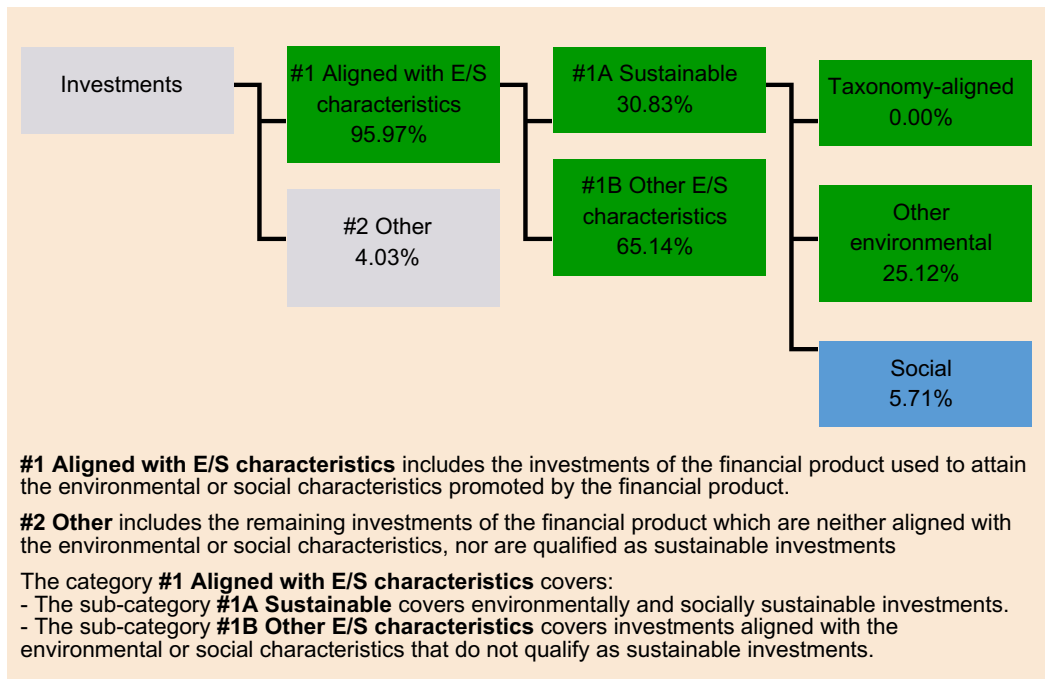 Investments
#1 Aligned with E/S
characteristics
95.97%
#2 Other
4.03%
#1A Sustainable
30.83%
#1B Other E/S
characteristics
65.14%
Taxonomy-aligned
0.00%
Other
environmental
25.12%
Social
5.71%
#1 Aligned with E/S characteristics includes the investments of the financial product used to attain
the environmental or social characteristics promoted by the financial product.
#2 Other includes the remaining investments of the financial product which are neither aligned with
the environmental or social characteristics, nor are qualified as sustainable investments
The category #1 Aligned with E/S characteristics covers:
- The sub-category #1A Sustainable covers environmentally and socially sustainable investments.
- The sub-category #1B Other E/S characteristics covers investments aligned with the
environmental or social characteristics that do not qualify as sustainable investments.